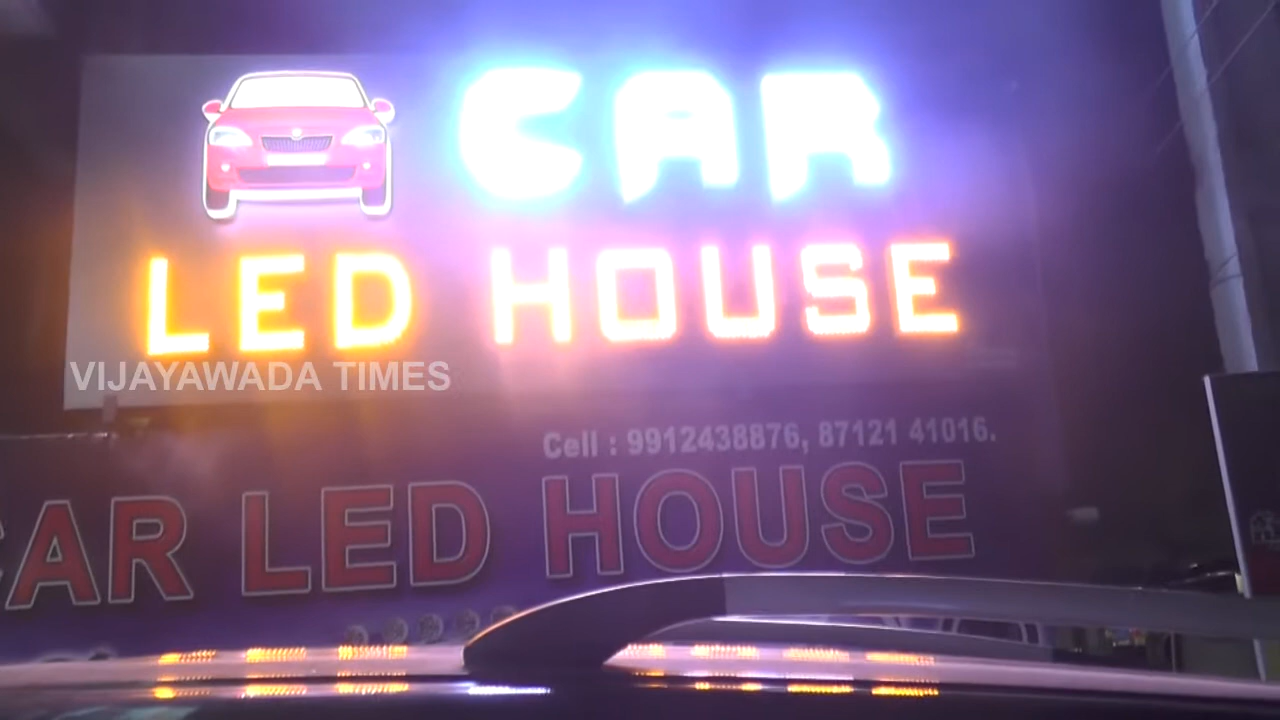 CAR
LED HOUSE
VIJAYAWADA TIMES
Cell : 9912438876, 87121 41016.
CAR LED HOUSE